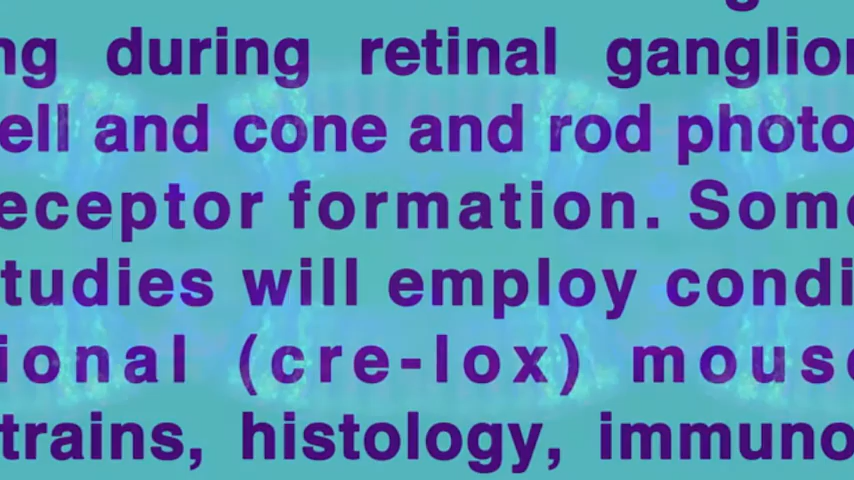 ng during retinal ganglion
ell and cone and rod photo
eceptor formation. Some
tudies will employ condi
ional (cre-lox) mouse
trains, histology, immuno